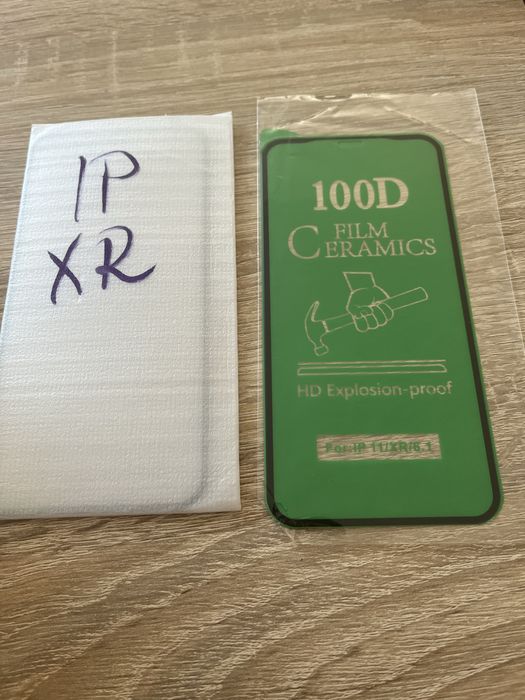 IP
XR
100D
FILM
CERAMICS
HD Explosion-proof
For:IP 11/XR/6.1